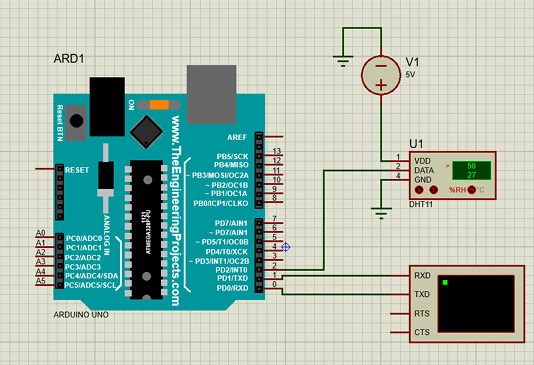 ARD1
V1
5V
Reset BTN
ON
www.TheEngineeringProjects.com
RESET
AREF
PB5/SCK
13
PB4/MISO
12
~ PB3/MOSI/OC2A
11
~ PB2/OC1B
10
~ PB1/OC1A
9
PB0/ICP1/CLKO
8
ANALOG IN
A0
PC0/ADC0
A1
PC1/ADC1
A2
PC2/ADC2
A3
PC3/ADC3
A4
PC4/ADC4/SDA
A5
PC5/ADC5/SCL
PD7/AIN1
7
~ PD7/AIN1
6
~ PD5/T1/OC0B
5
PD4/T0/XCK
4
~ PD3/INT1/OC2B
3
PD2/INT0
2
PD1/TXD
1
PD0/RXD
0
ARDUINO UNO
U1
1
VDD
2
DATA
4
GND
>
50
27
%RH
°C
DHT11
RXD
TXD
RTS
CTS